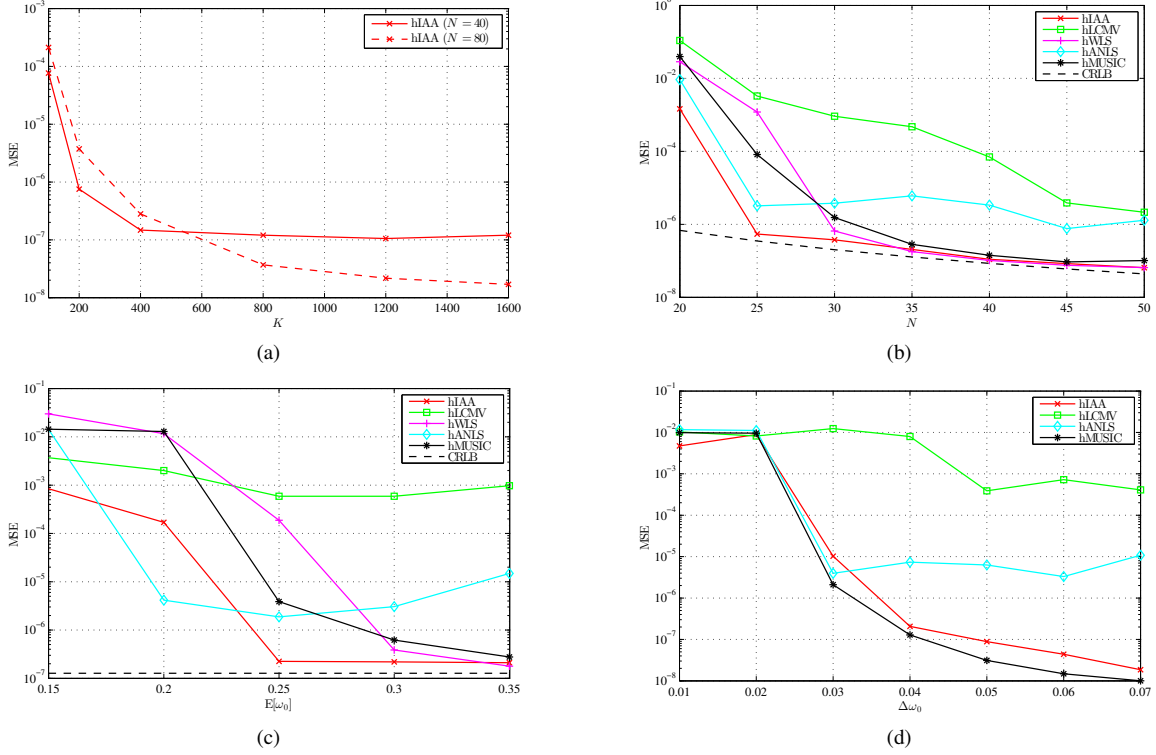 hIAA (N = 40)
hIAA (N = 80)
10^-3
10^-4
10^-5
10^-6
10^-7
10^-8
MSE
200 400 600 800 1000 1200 1400 1600
K
(a)
hIAA
hLCMV
hWLS
hANLS
hMUSIC
CRLB
10^0
10^-2
10^-4
10^-6
10^-8
MSE
20 25 30 35 40 45 50
N
(b)
hIAA
hLCMV
hWLS
hANLS
hMUSIC
CRLB
10^-1
10^-2
10^-3
10^-4
10^-5
10^-6
10^-7
MSE
0.15 0.2 0.25 0.3 0.35
E[ω₀]
(c)
hIAA
hLCMV
hANLS
hMUSIC
10^-1
10^-2
10^-3
10^-4
10^-5
10^-6
10^-7
10^-8
MSE
0.01 0.02 0.03 0.04 0.05 0.06 0.07
Δω₀
(d)